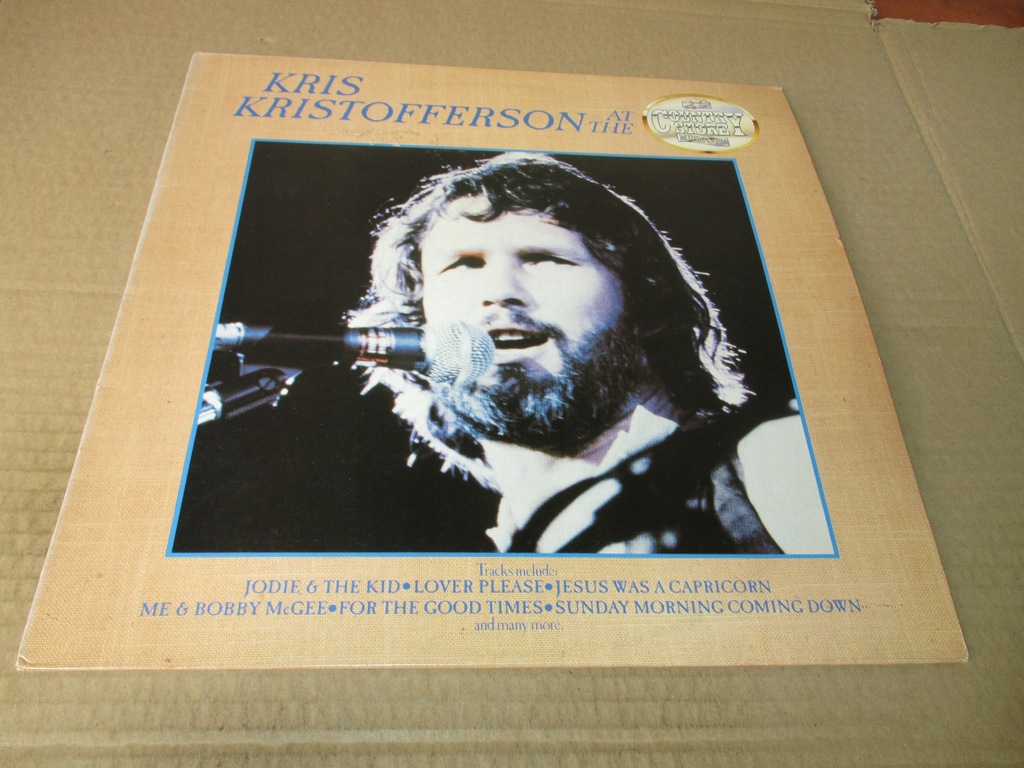 KRIS
KRISTOFFERSON AT THE
COUNTRY
STORE
Tracks include:
JODIE & THE KID•LOVER PLEASE•JESUS WAS A CAPRICORN
ME & BOBBY McGEE•FOR THE GOOD TIMES•SUNDAY MORNING COMING DOWN
and many more.